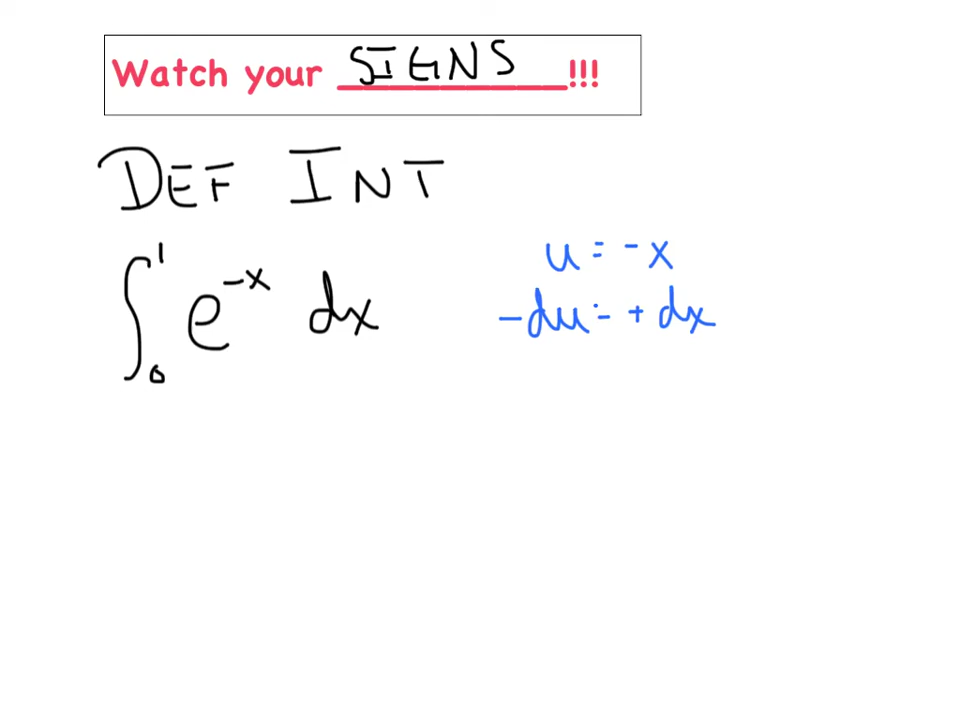 Watch your SIGNS!!!
DEF INT
∫₀¹ e⁻ˣ dx
u = -x
-du = + dx